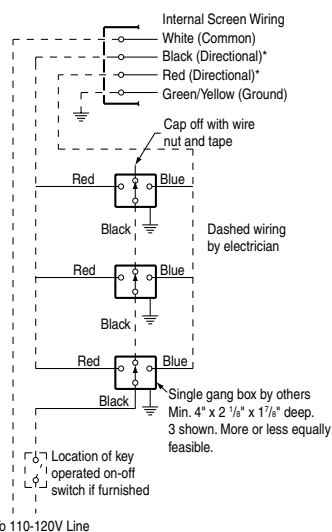 Internal Screen Wiring
White (Common)
Black (Directional)*
Red (Directional)*
Green/Yellow (Ground)
Cap off with wire
nut and tape
Red
Blue
Black
Dashed wiring
by electrician
Red
Blue
Black
Red
Blue
Black
Single gang box by others
Min. 4" x 2 1/8" x 1 7/8" deep.
3 shown. More or less equally
feasible.
Location of key
operated on-off
switch if furnished
To 110-120V Line